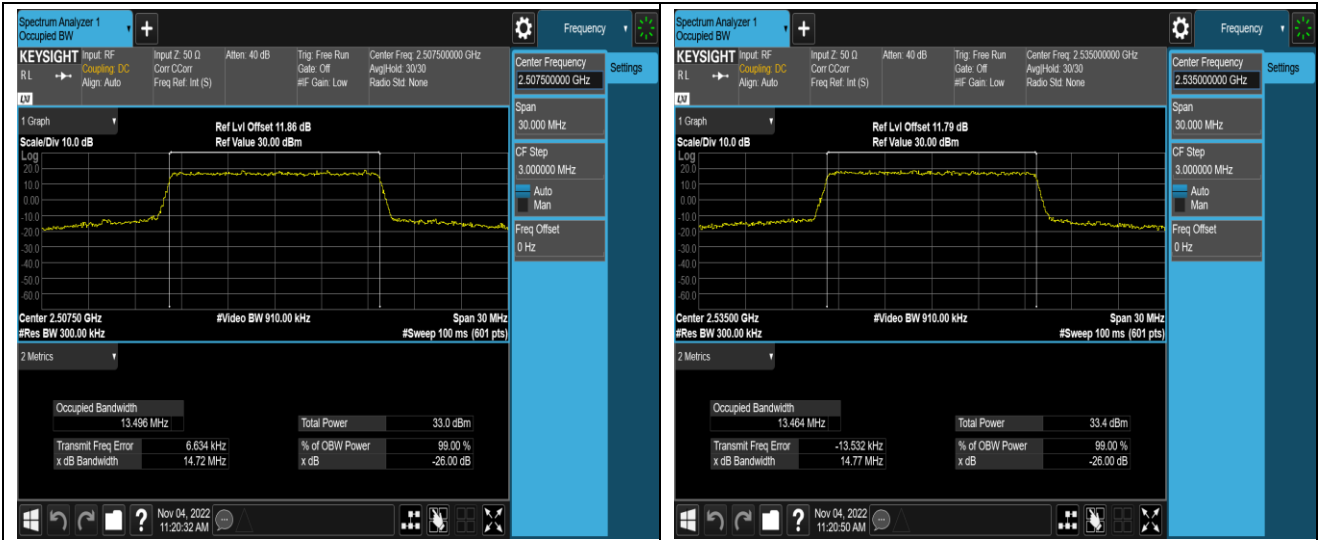 Spectrum Analyzer 1
Occupied BW
+
Frequency
KEYSIGHT Input: RF Input Z: 50 Ω Atten: 40 dB Trig: Free Run Center Freq: 2.507500000 GHz
Coupling: DC Corr CCorr Gate: Off Avg|Hold: 30/30
RL Align: Auto Freq Ref: Int (S) #IF Gain: Low Radio Std: None
LXI
Center Frequency
2.507500000 GHz
Settings
Span
30.000 MHz
CF Step
3.000000 MHz
Auto
Man
Freq Offset
0 Hz
1 Graph
Ref Lvl Offset 11.86 dB
Scale/Div 10.0 dB Ref Value 30.00 dBm
Log
20.0
10.0
0.00
-10.0
-20.0
-30.0
-40.0
-50.0
-60.0
Center 2.50750 GHz #Video BW 910.00 kHz Span 30 MHz
#Res BW 300.00 kHz #Sweep 100 ms (601 pts)
2 Metrics
Occupied Bandwidth
13.496 MHz Total Power 33.0 dBm
Transmit Freq Error 6.634 kHz % of OBW Power 99.00 %
x dB Bandwidth 14.72 MHz x dB -26.00 dB
? Nov 04, 2022
11:20:32 AM
Spectrum Analyzer 1
Occupied BW
+
Frequency
KEYSIGHT Input: RF Input Z: 50 Ω Atten: 40 dB Trig: Free Run Center Freq: 2.535000000 GHz
Coupling: DC Corr CCorr Gate: Off Avg|Hold: 30/30
RL Align: Auto Freq Ref: Int (S) #IF Gain: Low Radio Std: None
LXI
Center Frequency
2.535000000 GHz
Settings
Span
30.000 MHz
CF Step
3.000000 MHz
Auto
Man
Freq Offset
0 Hz
1 Graph
Ref Lvl Offset 11.79 dB
Scale/Div 10.0 dB Ref Value 30.00 dBm
Log
20.0
10.0
0.00
-10.0
-20.0
-30.0
-40.0
-50.0
-60.0
Center 2.53500 GHz #Video BW 910.00 kHz Span 30 MHz
#Res BW 300.00 kHz #Sweep 100 ms (601 pts)
2 Metrics
Occupied Bandwidth
13.464 MHz Total Power 33.4 dBm
Transmit Freq Error -13.532 kHz % of OBW Power 99.00 %
x dB Bandwidth 14.77 MHz x dB -26.00 dB
? Nov 04, 2022
11:20:50 AM